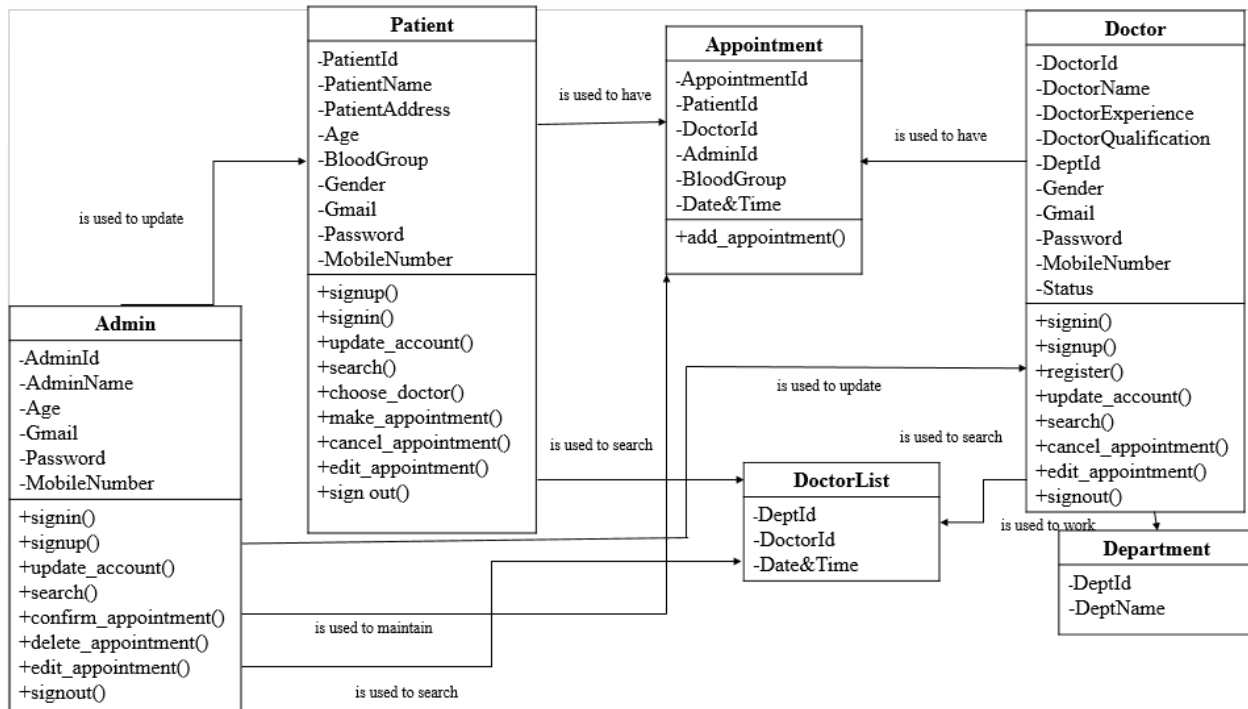 Patient
-PatientId
-PatientName
-PatientAddress
-Age
-BloodGroup
-Gender
-Gmail
-Password
-MobileNumber
+signup()
+signin()
+update_account()
+search()
+choose_doctor()
+make_appointment()
+cancel_appointment()
+edit_appointment()
+sign out()
is used to have
Appointment
-AppointmentId
-PatientId
-DoctorId
-AdminId
-BloodGroup
-Date&Time
+add_appointment()
is used to have
Doctor
-DoctorId
-DoctorName
-DoctorExperience
-DoctorQualification
-DeptId
-Gender
-Gmail
-Password
-MobileNumber
-Status
+signin()
+signup()
+register()
+update_account()
+search()
+cancel_appointment()
+edit_appointment()
+signout()
is used to update
Admin
-AdminId
-AdminName
-Age
-Gmail
-Password
-MobileNumber
+signin()
+signup()
+update_account()
+search()
+confirm_appointment()
+delete_appointment()
+edit_appointment()
+signout()
is used to update
is used to search
is used to search
DoctorList
-DeptId
-DoctorId
-Date&Time
is used to work
Department
-DeptId
-DeptName
is used to maintain
is used to search